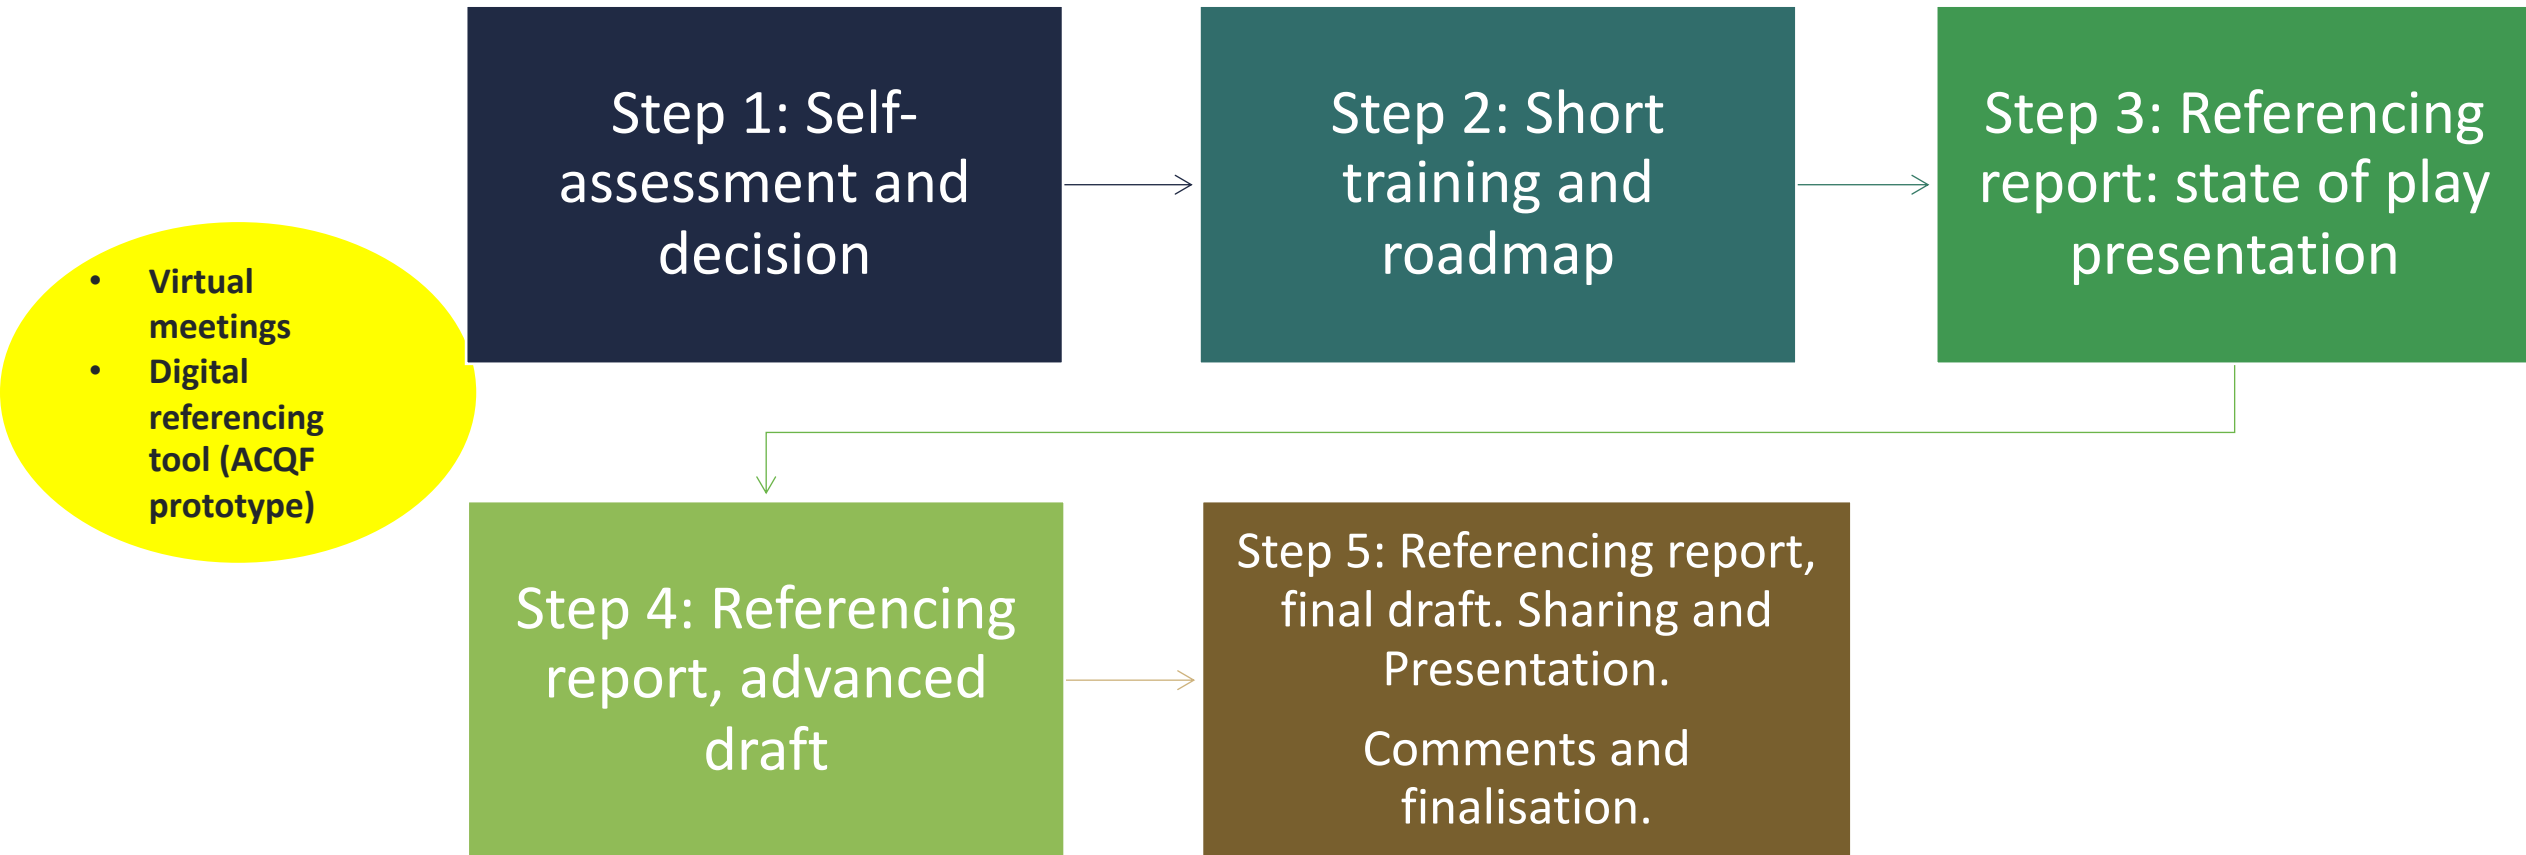 Step 1: Self-
assessment and
decision
Step 2: Short
training and
roadmap
Step 3: Referencing
report: state of play
presentation
• Virtual
meetings
• Digital
referencing
tool (ACQF
prototype)
Step 4: Referencing
report, advanced
draft
Step 5: Referencing report,
final draft. Sharing and
Presentation.
Comments and
finalisation.